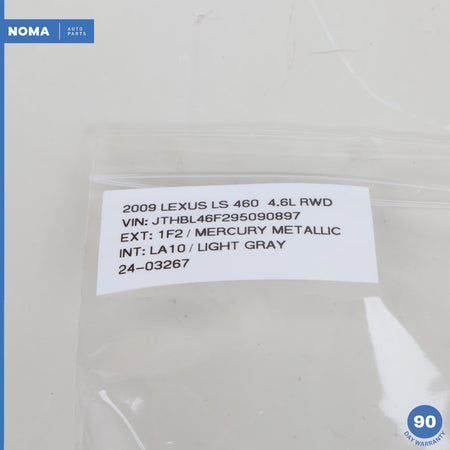 NOMA AUTO PARTS
2009 LEXUS LS 460 4.6L RWD
VIN: JTHBL46F295090897
EXT: 1F2 / MERCURY METALLIC
INT: LA10 / LIGHT GRAY
24-03267
90
DAY WARRANTY